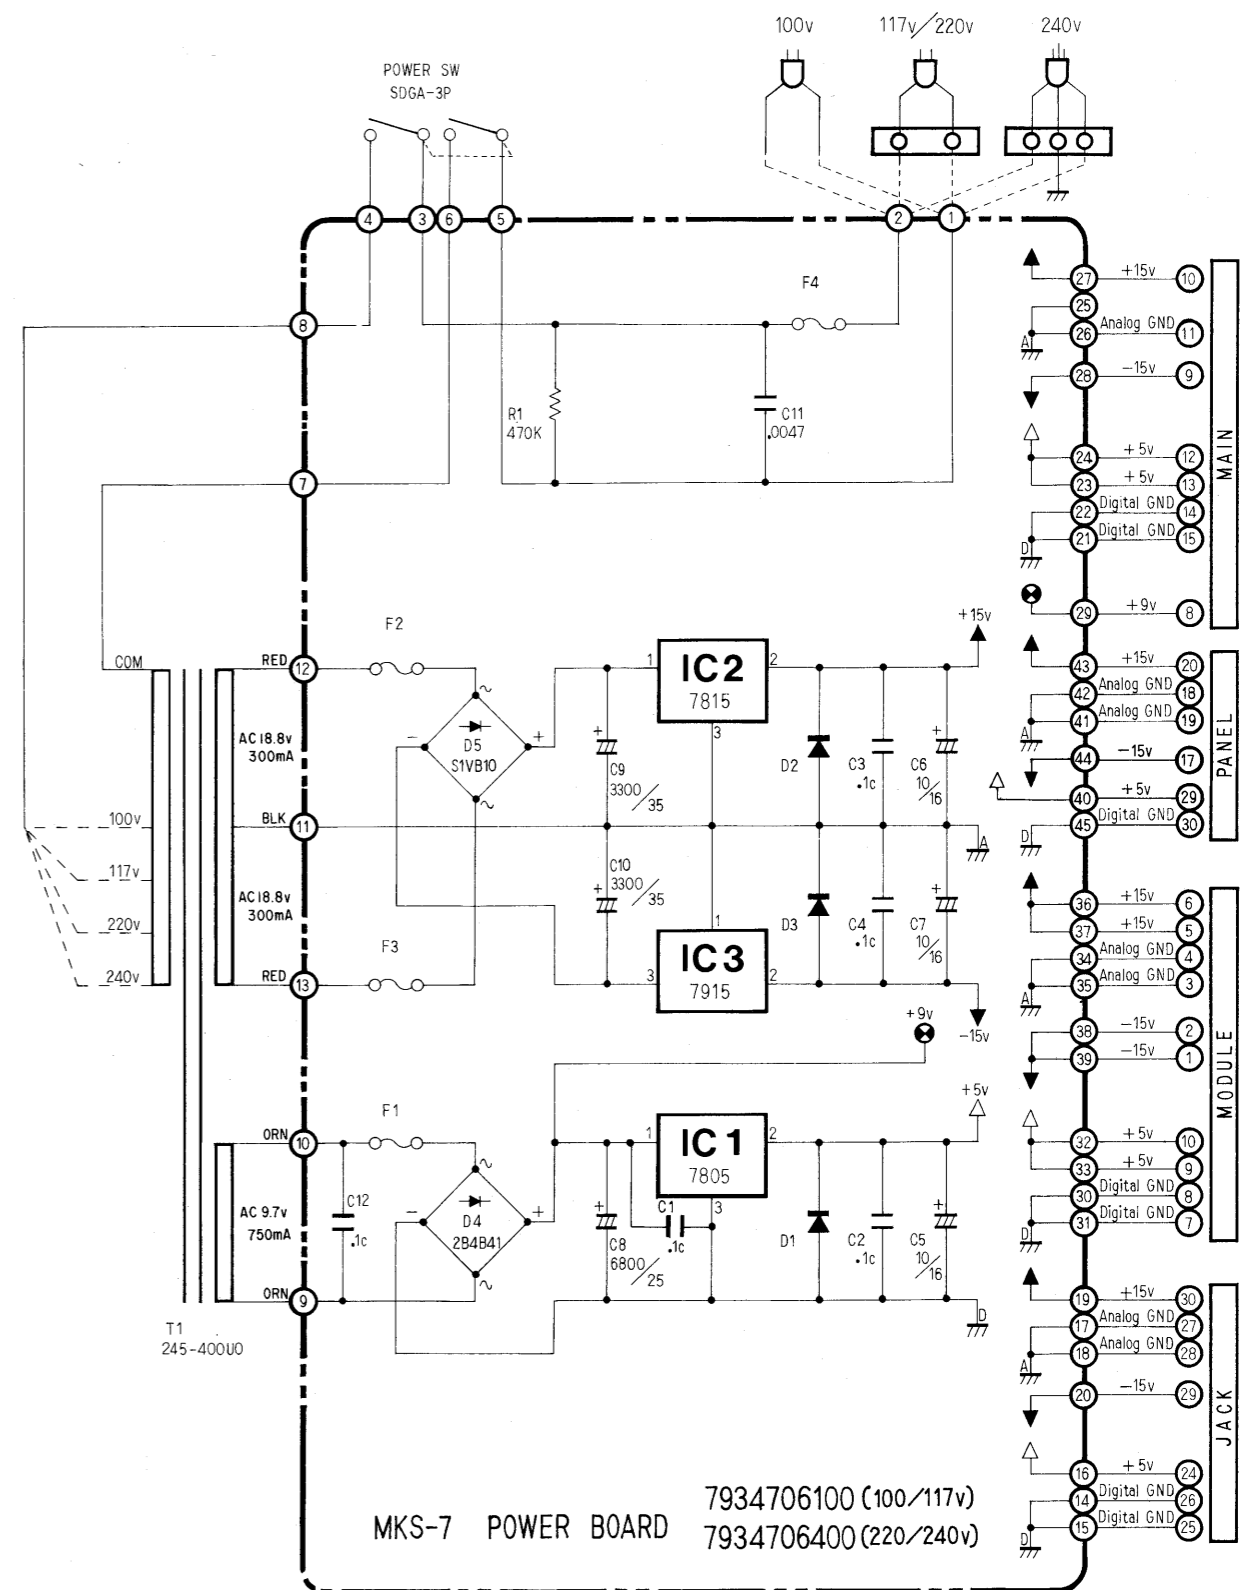 100v
117v/220v
240v
POWER SW
SDGA-3P
4
3
6
5
2
1
F4
8
R1
470K
C11
.0047
7
27 +15v 10
25
A 26 Analog GND 11
28 -15v 9
24 +5v 12
23 +5v 13
22 Digital GND 14
D 21 Digital GND 15
29 +9v 8
MAIN
43 +15v 20
42 Analog GND 18
A 41 Analog GND 19
44 -15v 17
40 +5v 29
D 45 Digital GND 30
PANEL
36 +15v 6
37 +15v 5
34 Analog GND 4
A 35 Analog GND 3
38 -15v 2
39 -15v 1
32 +5v 10
33 +5v 9
30 Digital GND 8
D 31 Digital GND 7
MODULE
19 +15v 30
17 Analog GND 27
A 18 Analog GND 28
20 -15v 29
16 +5v 24
14 Digital GND 26
D 15 Digital GND 25
JACK
COM
100v
117v
220v
240v
T1
245-400U0
RED 12
AC18.8v
300mA
BLK 11
AC18.8v
300mA
RED 13
ORN 10
AC 9.7v
750mA
ORN 9
F2
~
- +
D5
S1VB10
~
F3
C9
3300/35
C10
3300/35
1 IC2 2
7815
3
1
3 IC3 2
7915
D2
C3
.1c
C6
10/16
D3
C4
.1c
C7
10/16
+15v
A
-15v
+9v
F1
C12
.1c
~
- +
D4
2B4B41
~
C8
6800/25
C1
.1c
1 IC1 2
7805
3
D1
C2
.1c
C5
10/16
+5v
D
MKS-7 POWER BOARD
7934706100 (100/117v)
7934706400 (220/240v)